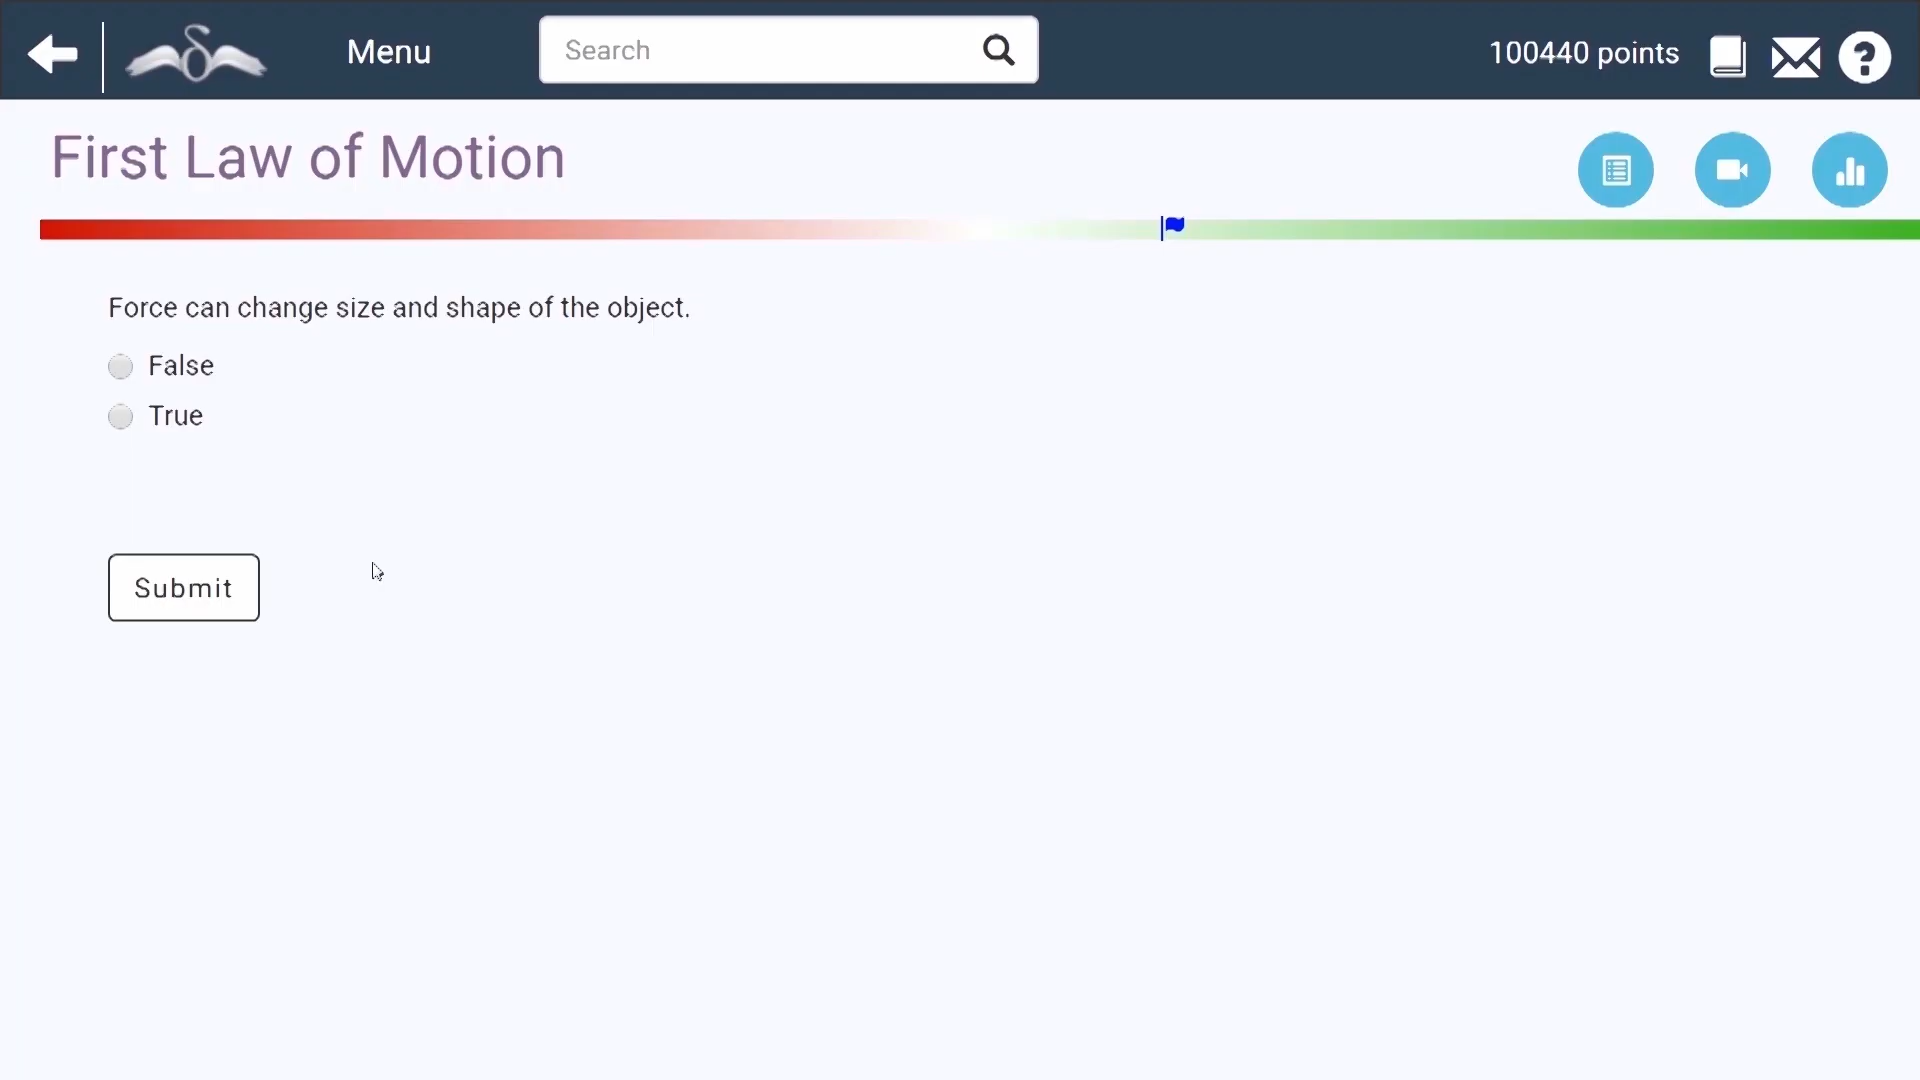 Menu
Search
100440 points
?
First Law of Motion
Force can change size and shape of the object.
False
True
Submit